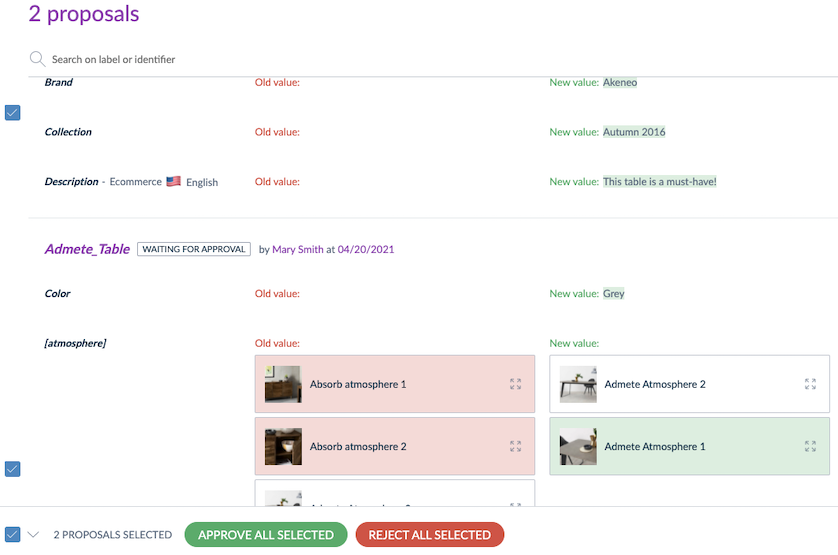 2 proposals
Search on label or identifier
Brand Old value: New value: Akeneo
Collection Old value: New value: Autumn 2016
Description - Ecommerce English Old value: New value: This table is a must-have!
Admete_Table WAITING FOR APPROVAL by Mary Smith at 04/20/2021
Color Old value: New value: Grey
[atmosphere] Old value: New value:
Absorb atmosphere 1 Admete Atmosphere 2
Absorb atmosphere 2 Admete Atmosphere 1
2 PROPOSALS SELECTED APPROVE ALL SELECTED REJECT ALL SELECTED